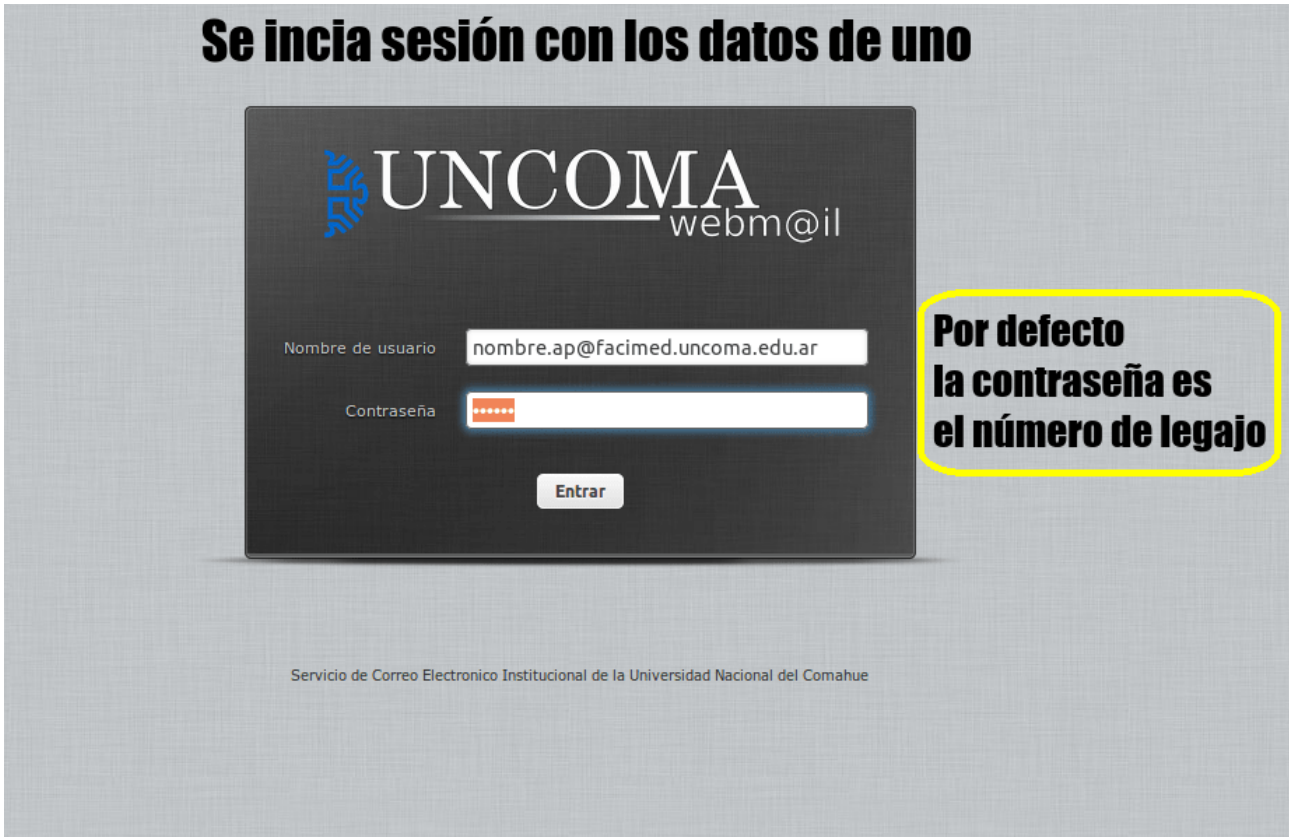 Se incia sesión con los datos de uno
UNCOMA
webm@il
Nombre de usuario
nombre.ap@facimed.uncoma.edu.ar
Contraseña
••••••
Entrar
Por defecto
la contraseña es
el número de legajo
Servicio de Correo Electronico Institucional de la Universidad Nacional del Comahue